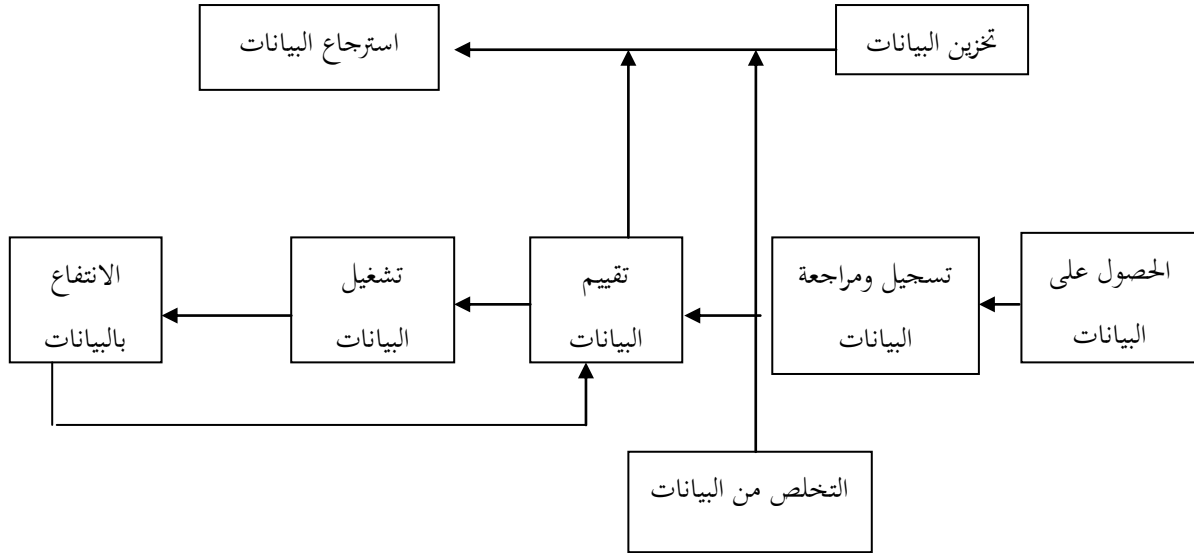 تخزين البيانات
استرجاع البيانات
الحصول على
البيانات
تسجيل ومراجعة
البيانات
تقييم
البيانات
تشغيل
البيانات
الانتفاع
بالبيانات
التخلص من البيانات